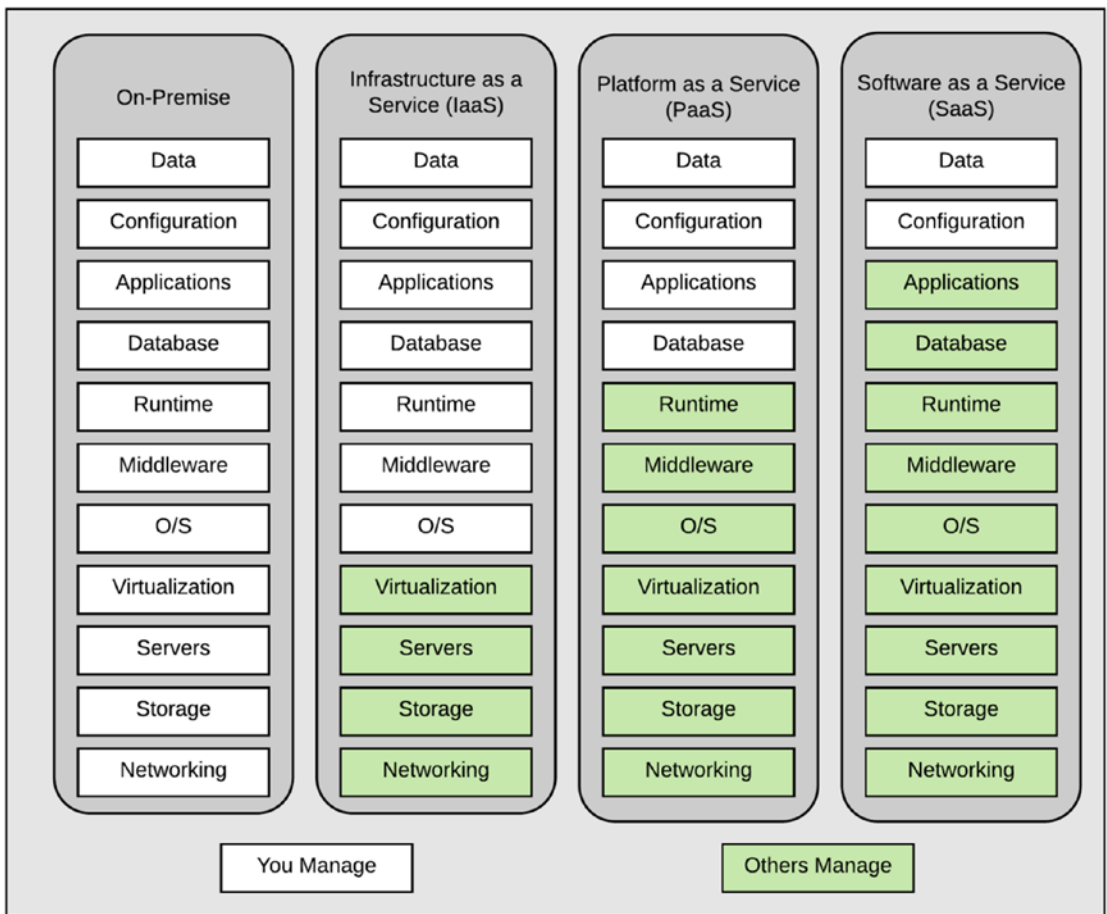 On-Premise
Data
Configuration
Applications
Database
Runtime
Middleware
O/S
Virtualization
Servers
Storage
Networking
Infrastructure as a
Service (IaaS)
Data
Configuration
Applications
Database
Runtime
Middleware
O/S
Virtualization
Servers
Storage
Networking
Platform as a Service
(PaaS)
Data
Configuration
Applications
Database
Runtime
Middleware
O/S
Virtualization
Servers
Storage
Networking
Software as a Service
(SaaS)
Data
Configuration
Applications
Database
Runtime
Middleware
O/S
Virtualization
Servers
Storage
Networking
You Manage
Others Manage